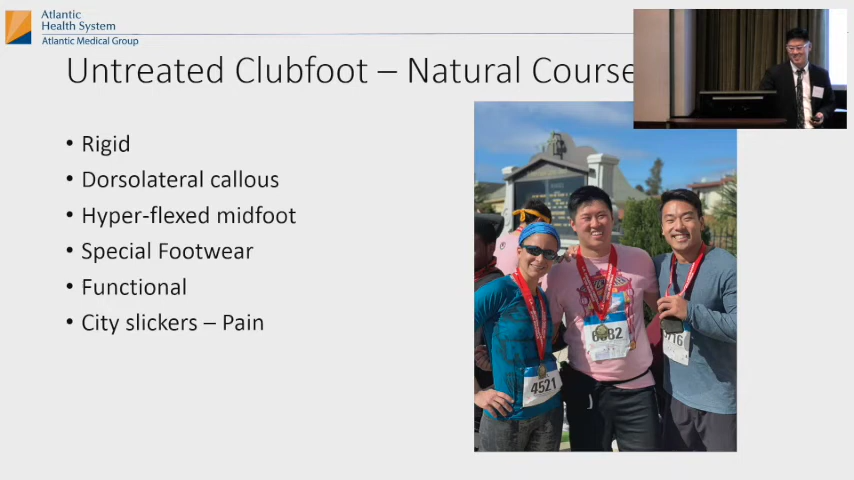 Atlantic
Health System
Atlantic Medical Group
Untreated Clubfoot – Natural Course
• Rigid
• Dorsolateral callous
• Hyper-flexed midfoot
• Special Footwear
• Functional
• City slickers – Pain
4521